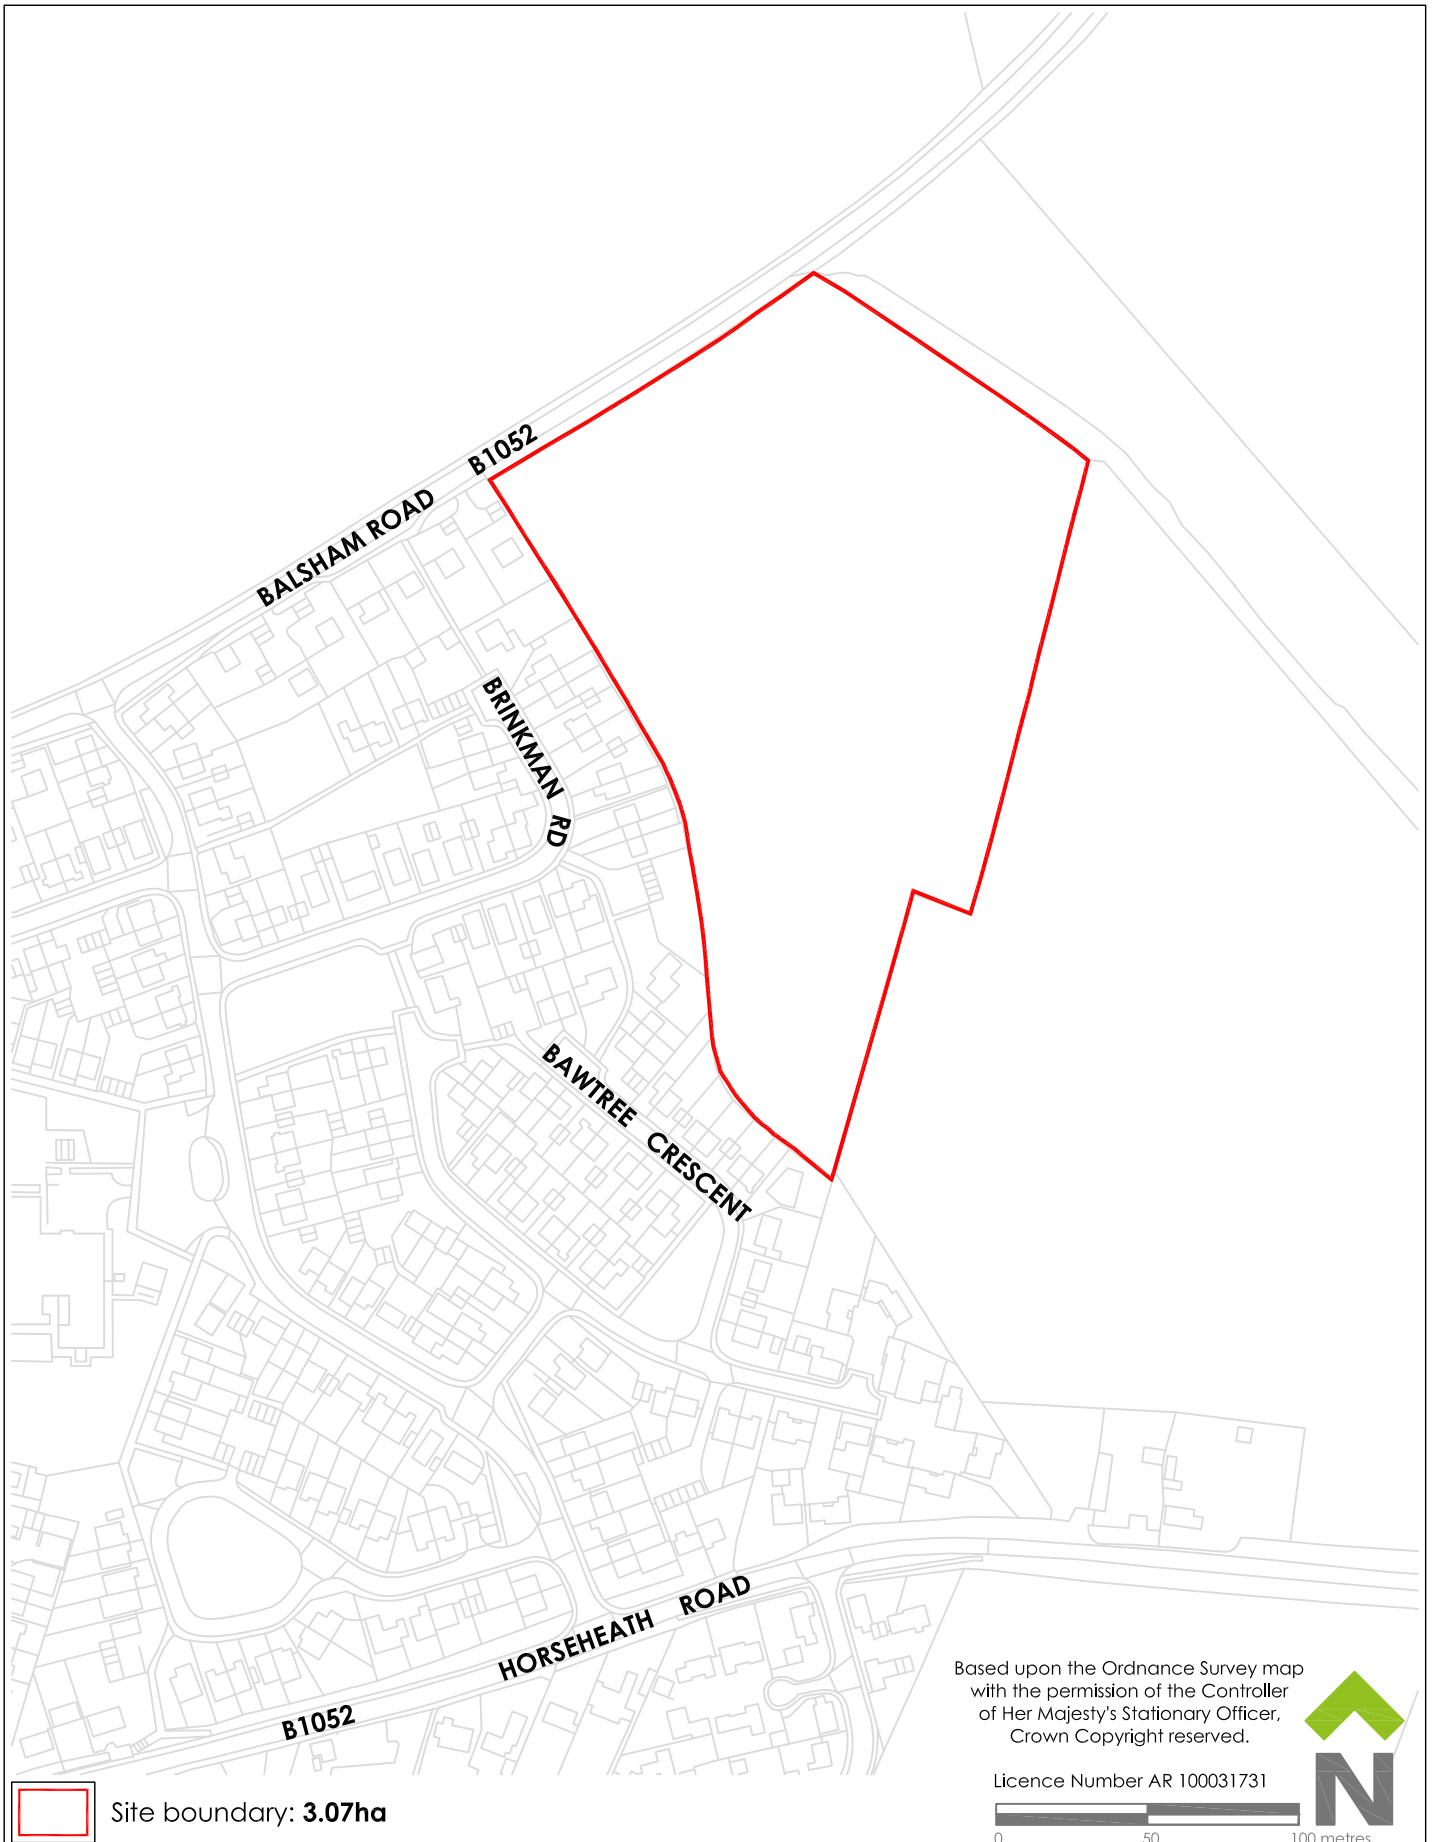 B1052
BALSHAM ROAD
BRINKMAN RD
BAWTREE CRESCENT
HORSEHEATH ROAD
B1052
Based upon the Ordnance Survey map
with the permission of the Controller
of Her Majesty's Stationary Officer,
Crown Copyright reserved.
Licence Number AR 100031731
N
0 50 100 metres
Site boundary: 3.07ha